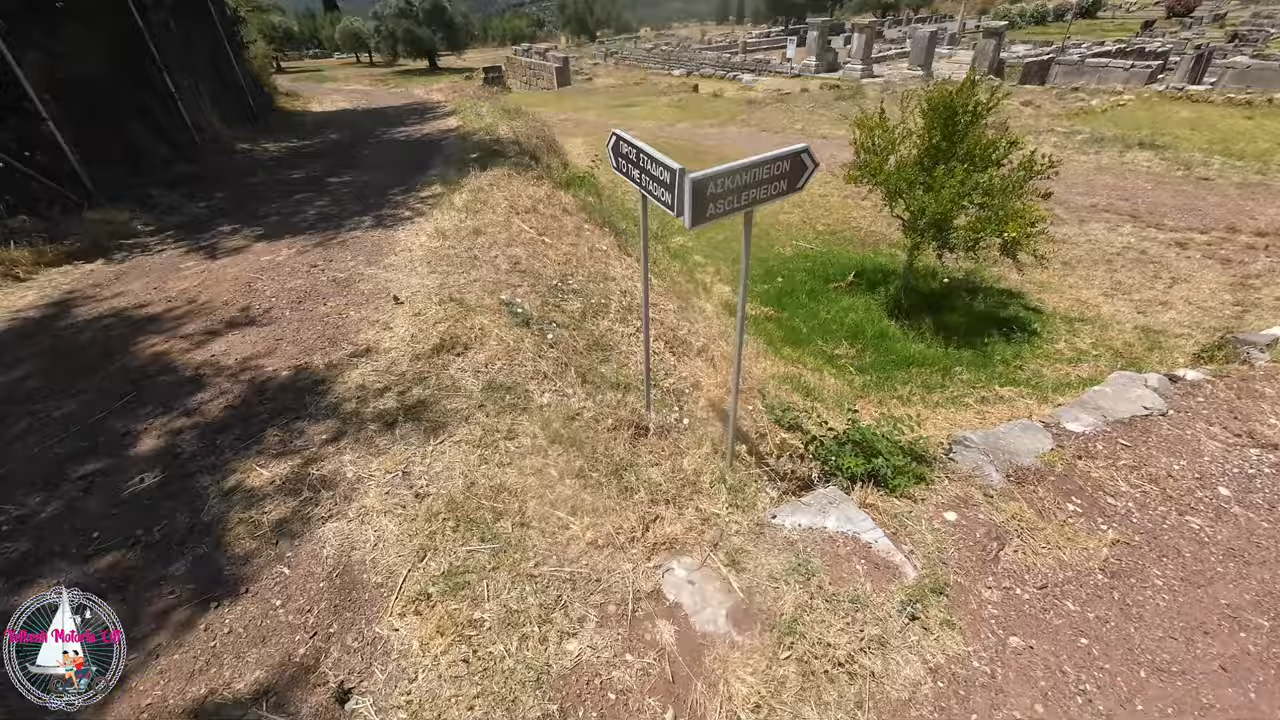 ΠΡΟΣ ΣΤΑΔΙΟΝ
TO THE STADION
ΑΣΚΛΗΠΙΕΙΟΝ
ASCLEPIEION